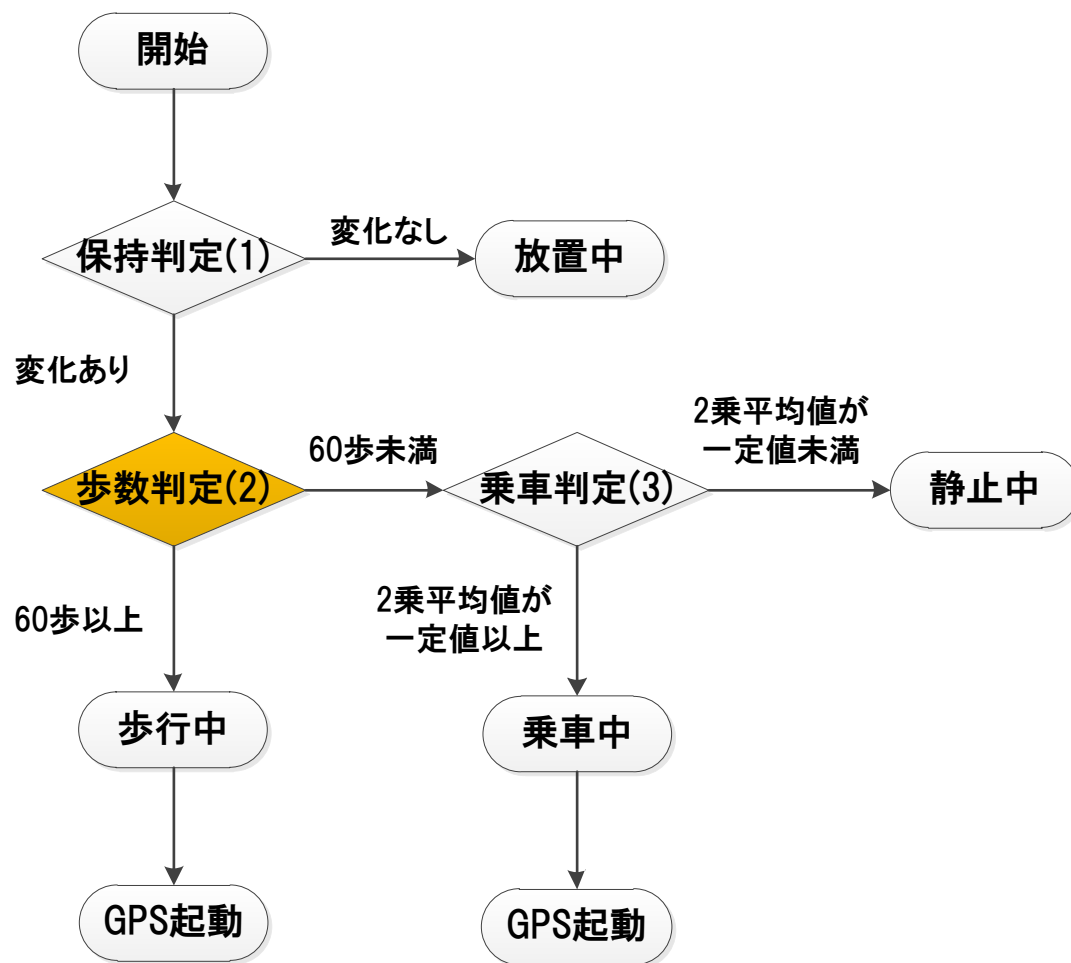 開始
保持判定(1)
変化なし
放置中
変化あり
歩数判定(2)
60歩未満
乗車判定(3)
2乗平均値が
一定値未満
静止中
60歩以上
2乗平均値が
一定値以上
歩行中
乗車中
GPS起動
GPS起動